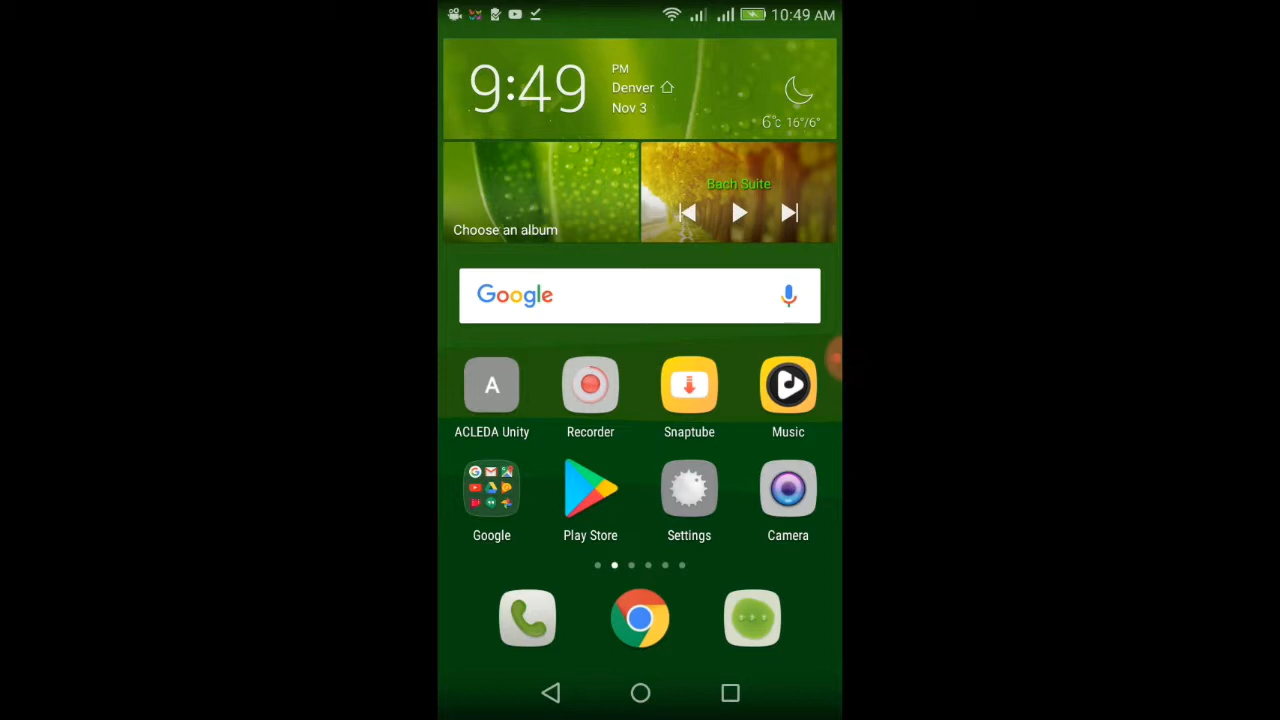 10:49 AM
9:49
PM
Denver
Nov 3
6°c 16°/6°
Bach Suite
Choose an album
Google
A
ACLEDA Unity
Recorder
Snaptube
Music
Google
Play Store
Settings
Camera